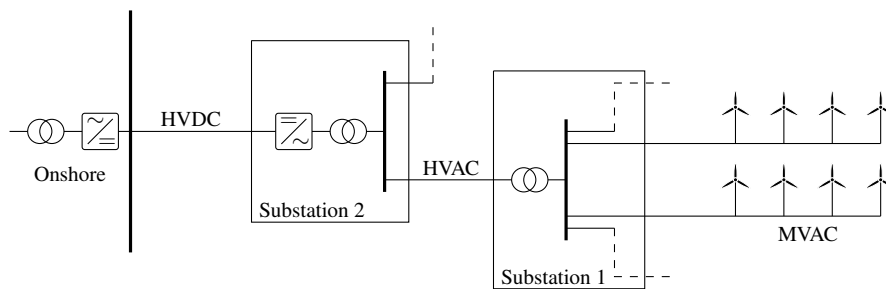 HVDC
Onshore
HVAC
Substation 2
MVAC
Substation 1